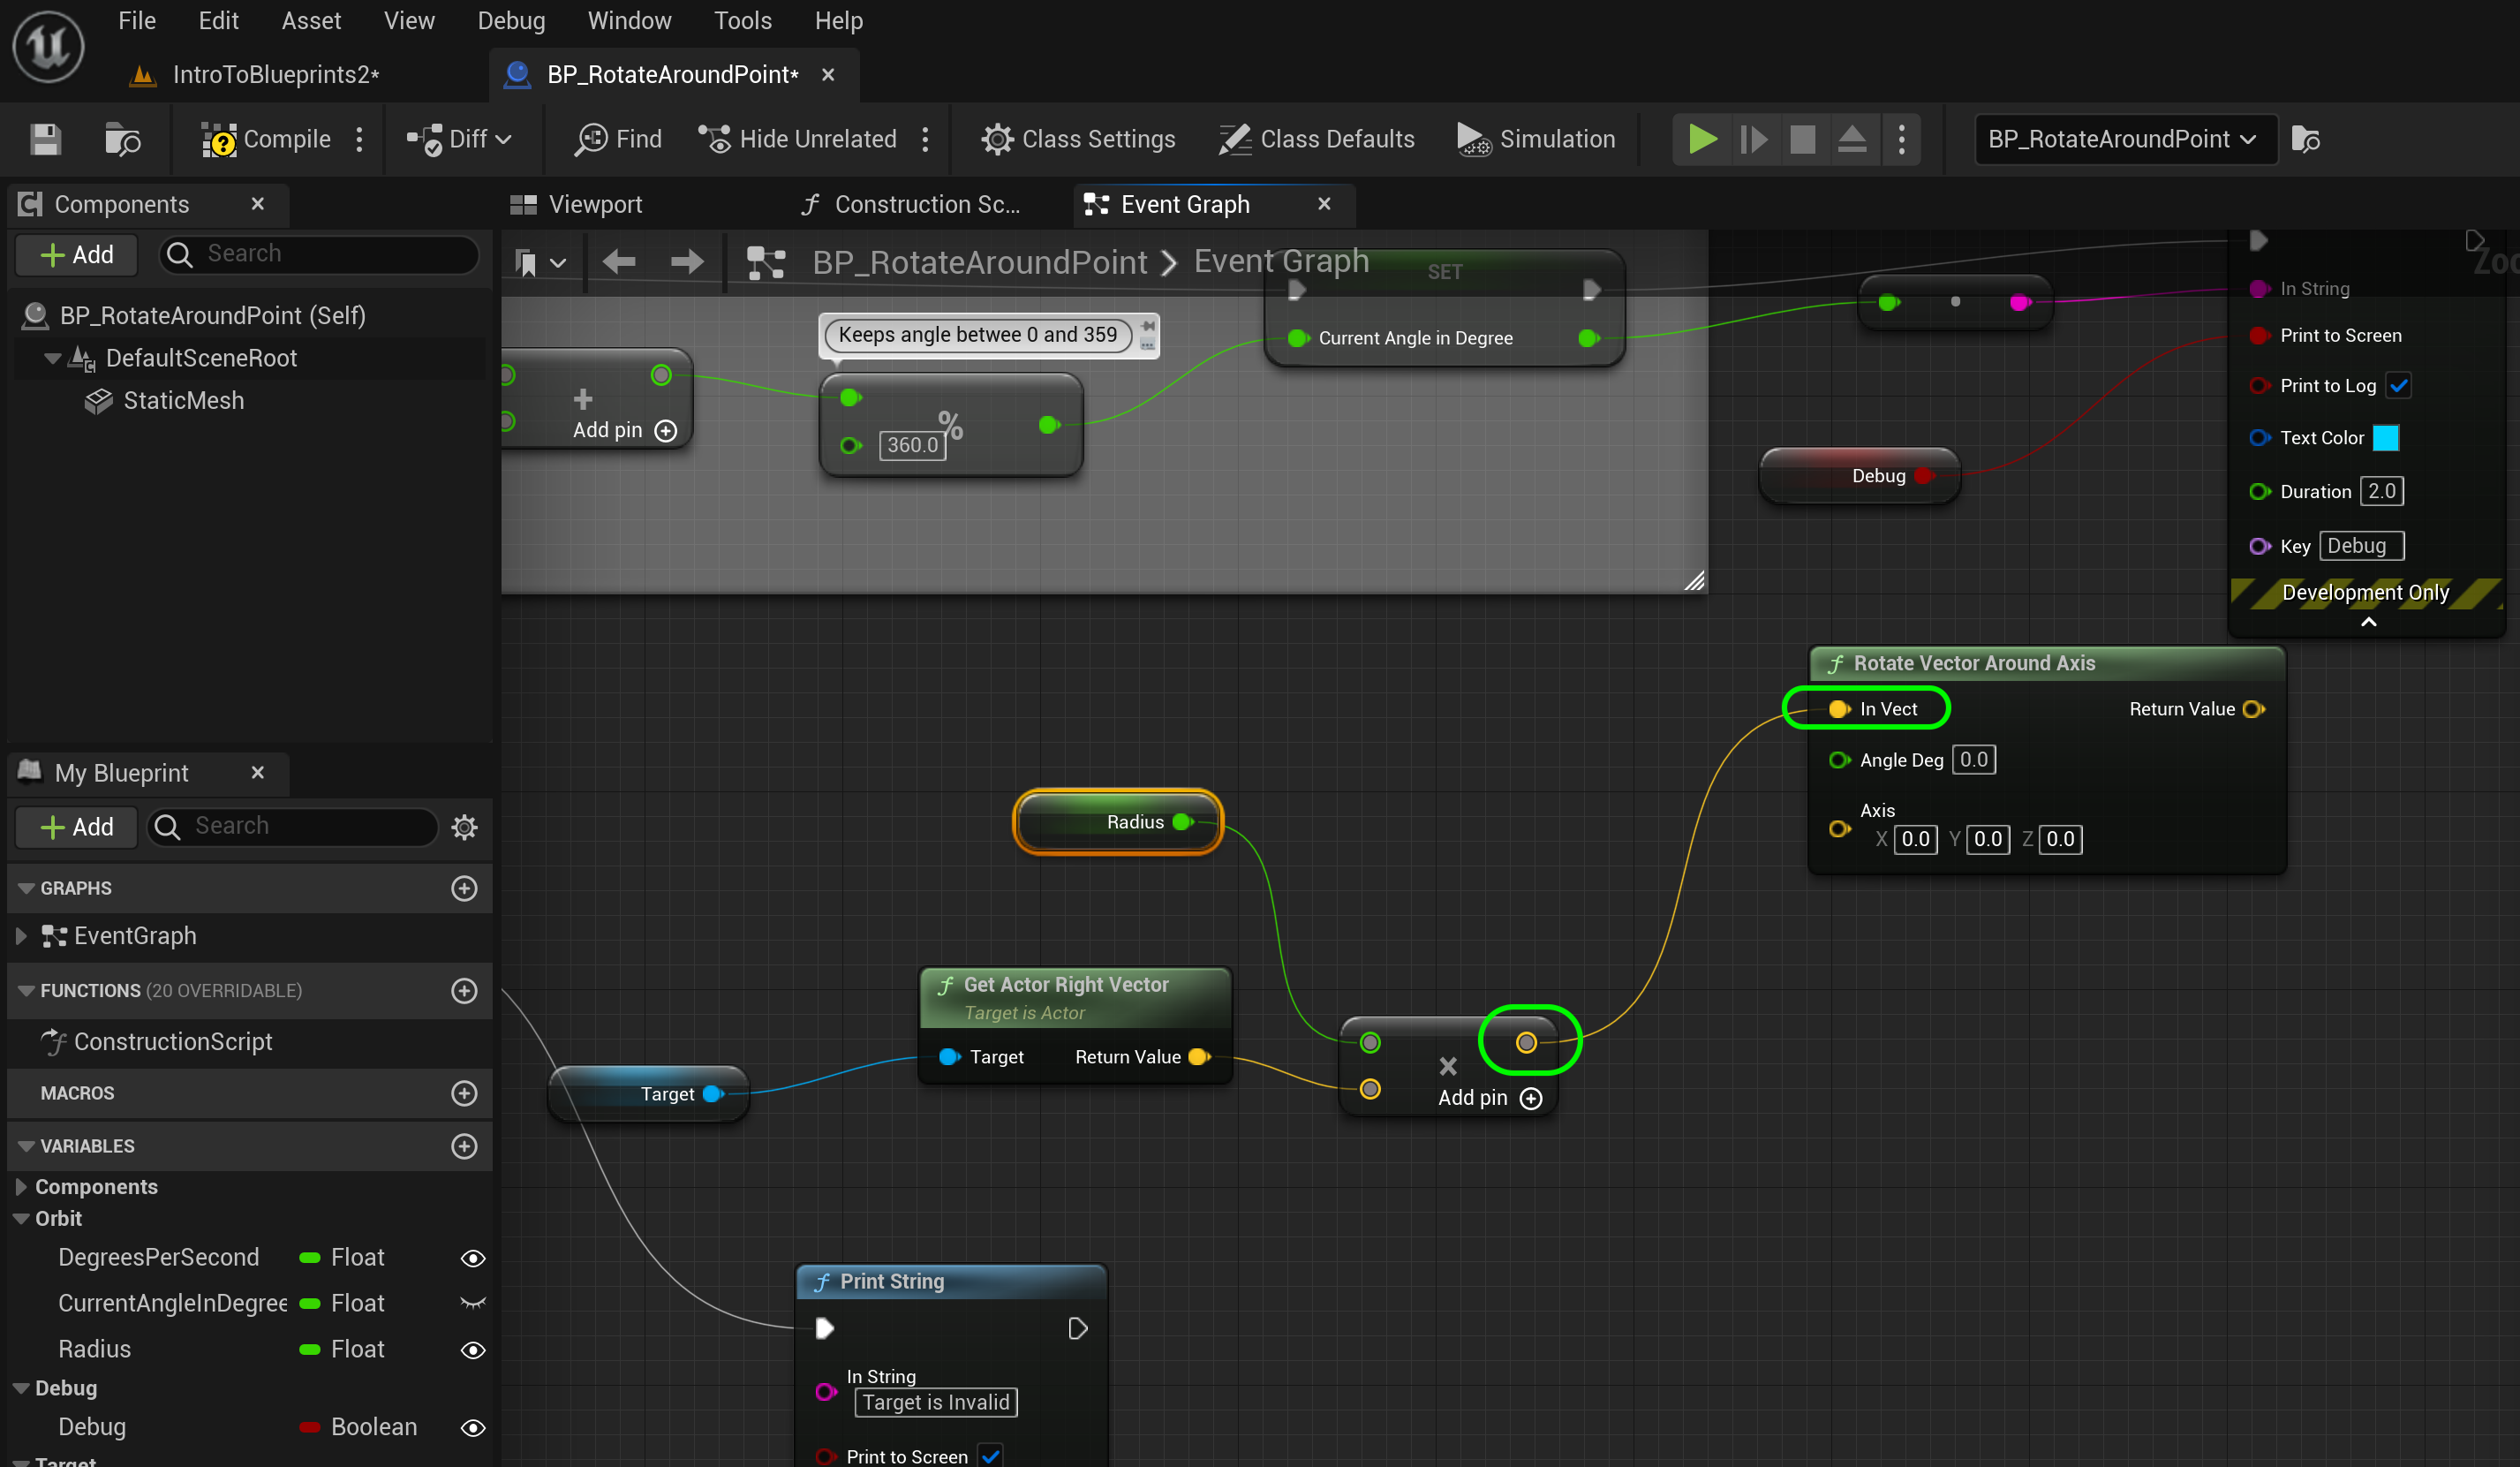 File Edit Asset View Debug Window Tools Help
IntroToBlueprints2*
BP_RotateAroundPoint*
Compile
Diff
Find
Hide Unrelated
Class Settings
Class Defaults
Simulation
BP_RotateAroundPoint
Components
Add
Search
BP_RotateAroundPoint (Self)
DefaultSceneRoot
StaticMesh
My Blueprint
Add
Search
GRAPHS
EventGraph
FUNCTIONS (20 OVERRIDABLE)
ConstructionScript
MACROS
VARIABLES
Components
Orbit
DegreesPerSecond Float
CurrentAngleInDegree Float
Radius Float
Debug
Debug Boolean
Target
Viewport
Construction Sc...
Event Graph
BP_RotateAroundPoint > Event Graph
Zoo
SET
Current Angle in Degree
Keeps angle betwee 0 and 359
+
Add pin
%
360.0
In String
Print to Screen
Print to Log
Text Color
Duration 2.0
Key Debug
Development Only
Debug
Rotate Vector Around Axis
In Vect Return Value
Angle Deg 0.0
Axis
X 0.0 Y 0.0 Z 0.0
Radius
Get Actor Right Vector
Target is Actor
Target Return Value
Target
×
Add pin
Print String
In String
Target is Invalid
Print to Screen